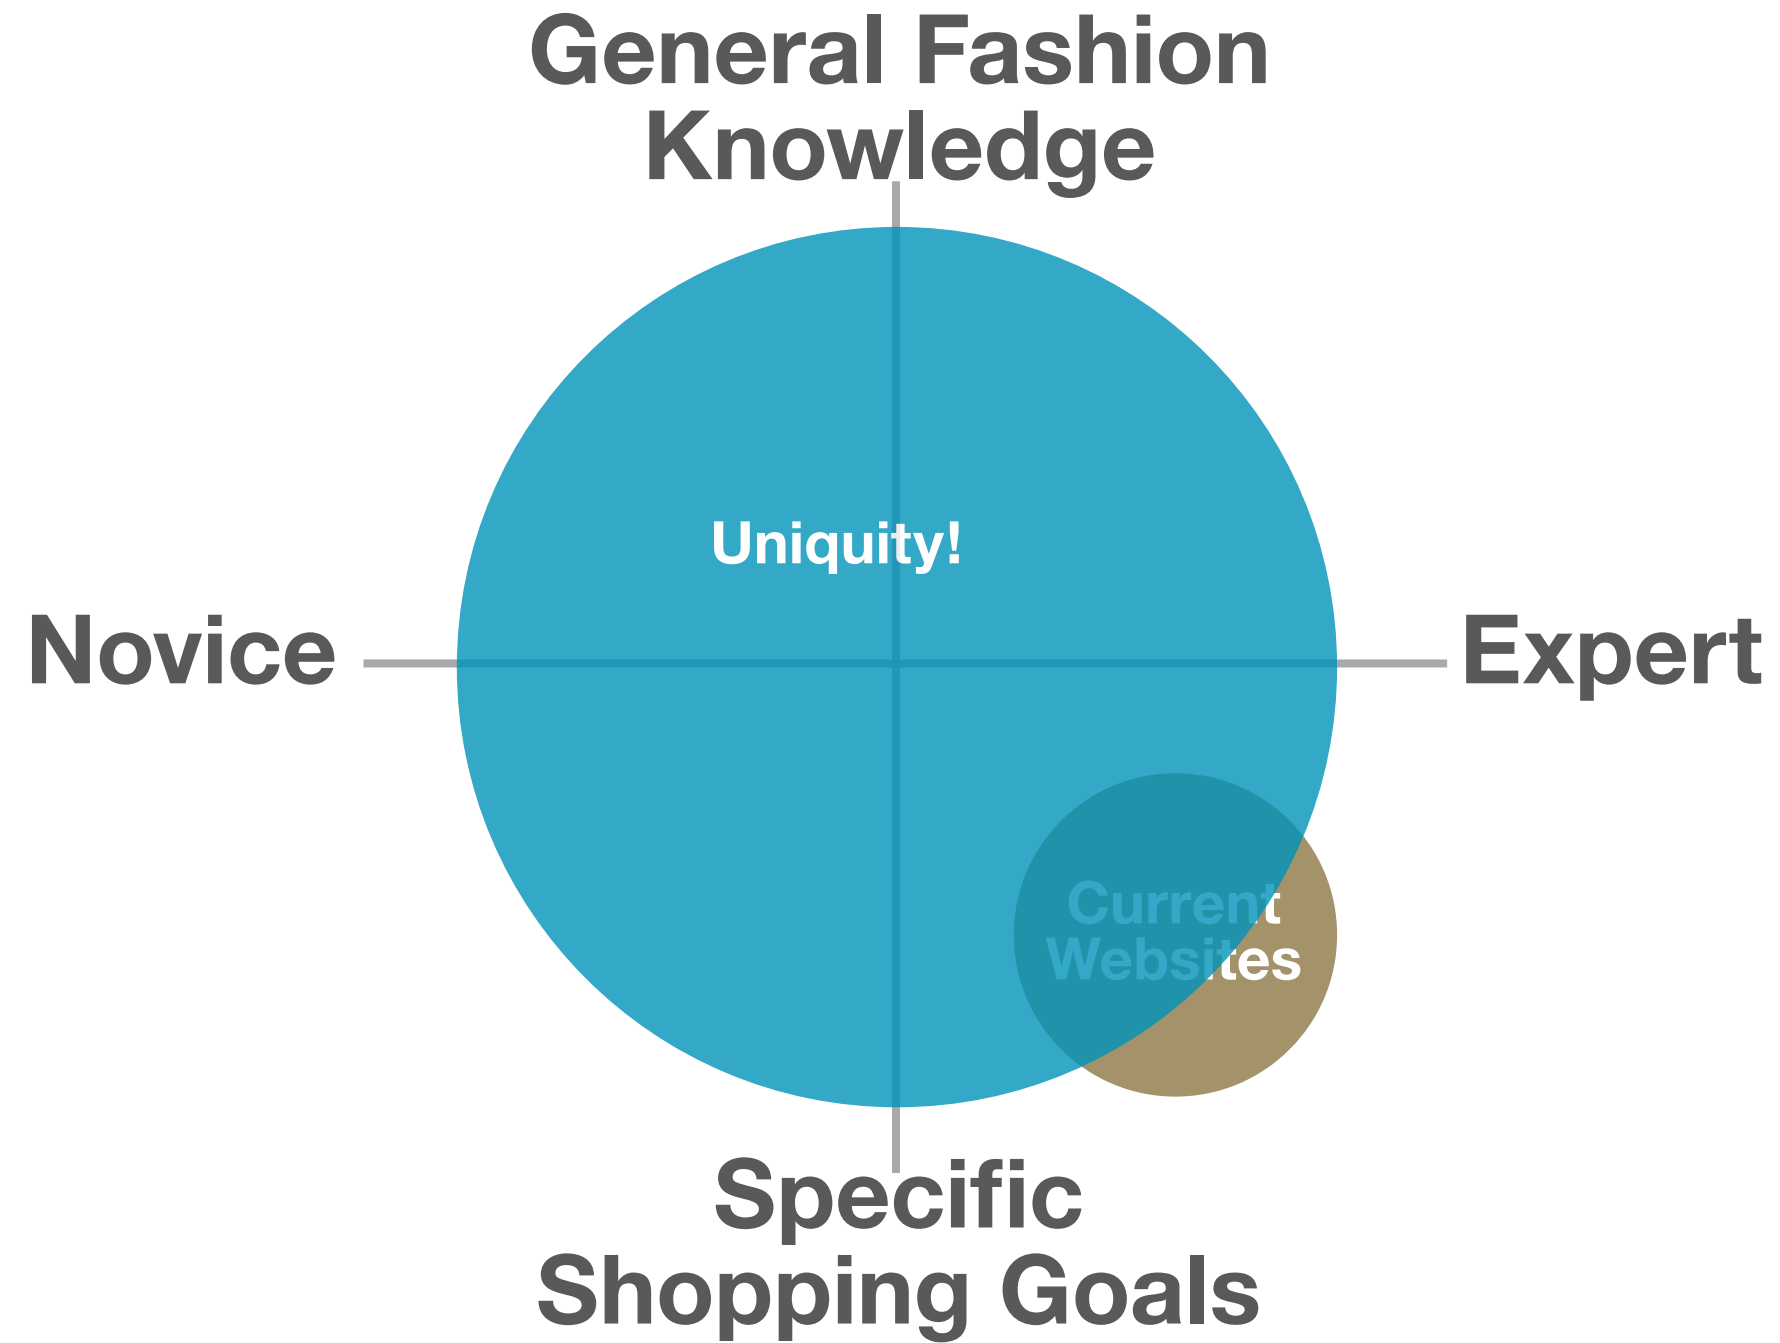 General Fashion
Knowledge
Uniquity!
Novice
Expert
Current
Websites
Specific
Shopping Goals